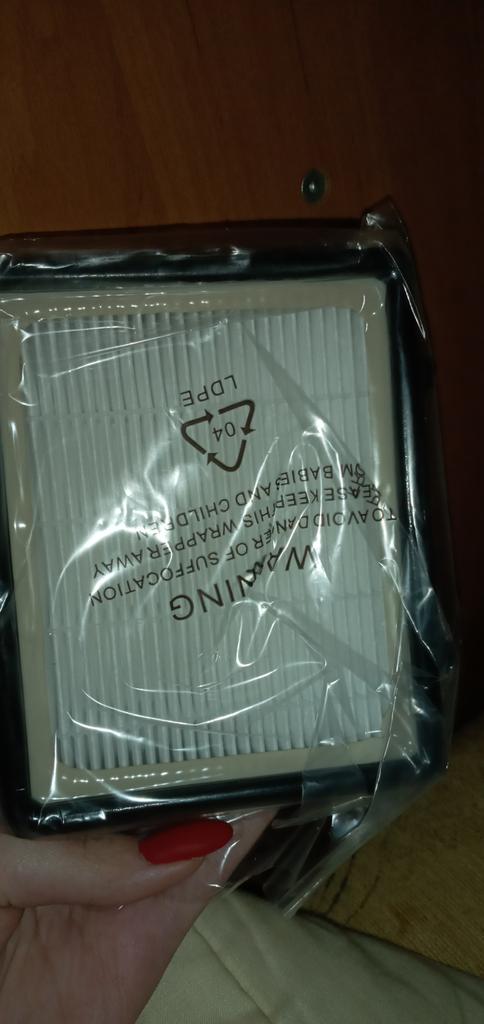 WARNING
TO AVOID DANGER OF SUFFOCATION
PLEASE KEEP THIS WRAPPER AWAY
FROM BABIES AND CHILDREN
04
LDPE